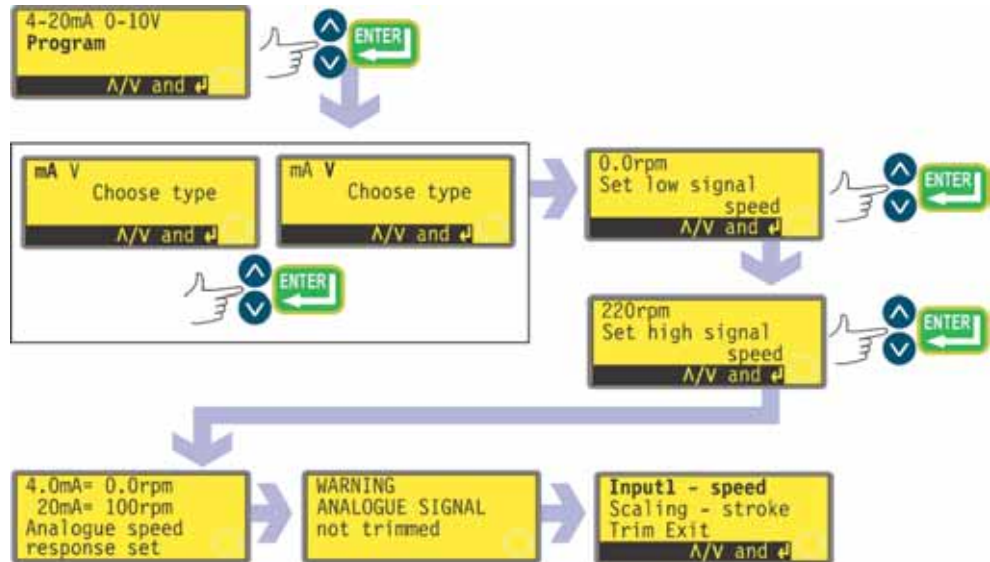 4-20mA 0-10V
Program
Λ/V and ↵
ENTER
mA V
Choose type
Λ/V and ↵
mA V
Choose type
Λ/V and ↵
ENTER
0.0rpm
Set low signal
speed
Λ/V and ↵
ENTER
220rpm
Set high signal
speed
Λ/V and ↵
ENTER
4.0mA= 0.0rpm
20mA= 100rpm
Analogue speed
response set
WARNING
ANALOGUE SIGNAL
not trimmed
Input1 - speed
Scaling - stroke
Trim Exit
Λ/V and ↵